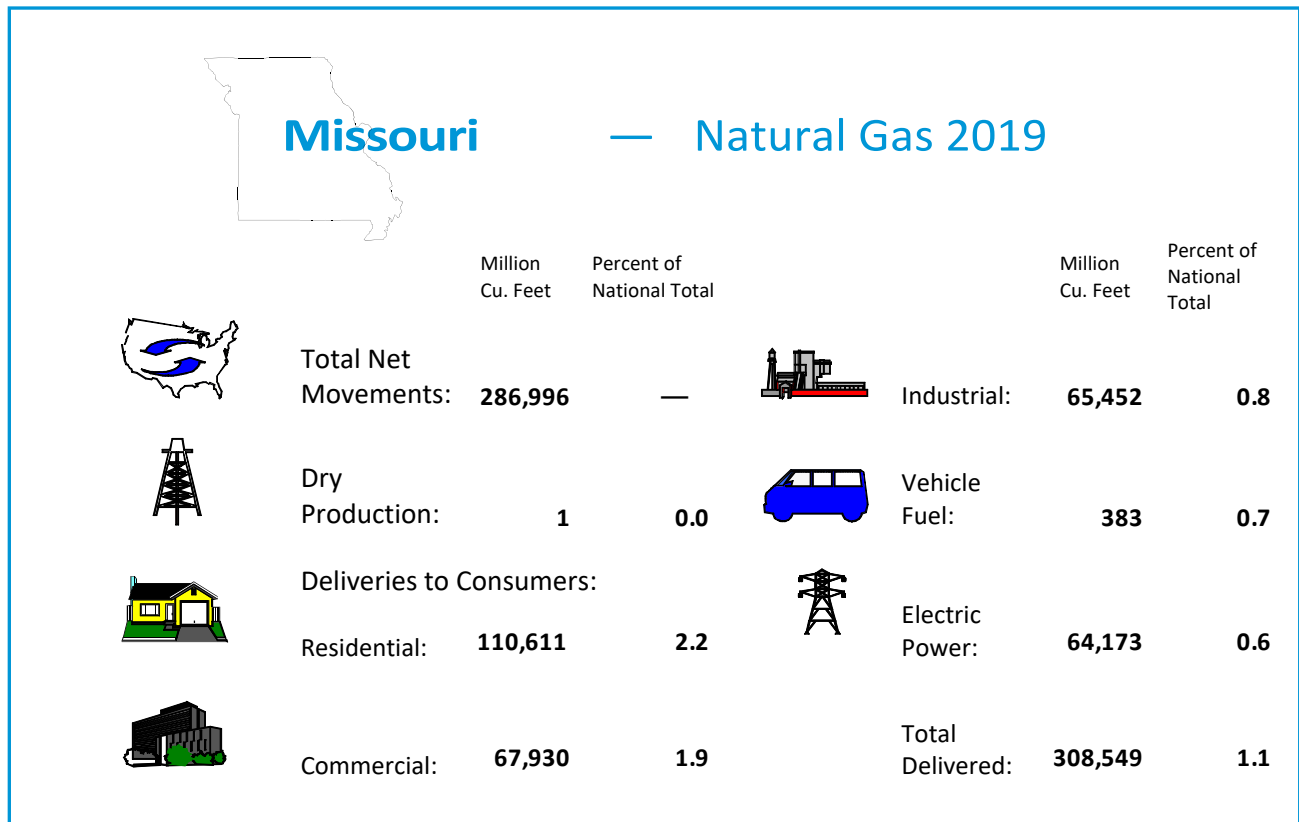 Missouri — Natural Gas 2019
Million
Cu. Feet
Percent of
National Total
Million
Cu. Feet
Percent of
National
Total
Total Net
Movements: 286,996 —
Industrial: 65,452 0.8
Dry
Production: 1 0.0
Vehicle
Fuel: 383 0.7
Deliveries to Consumers:
Residential: 110,611 2.2
Electric
Power: 64,173 0.6
Commercial: 67,930 1.9
Total
Delivered: 308,549 1.1